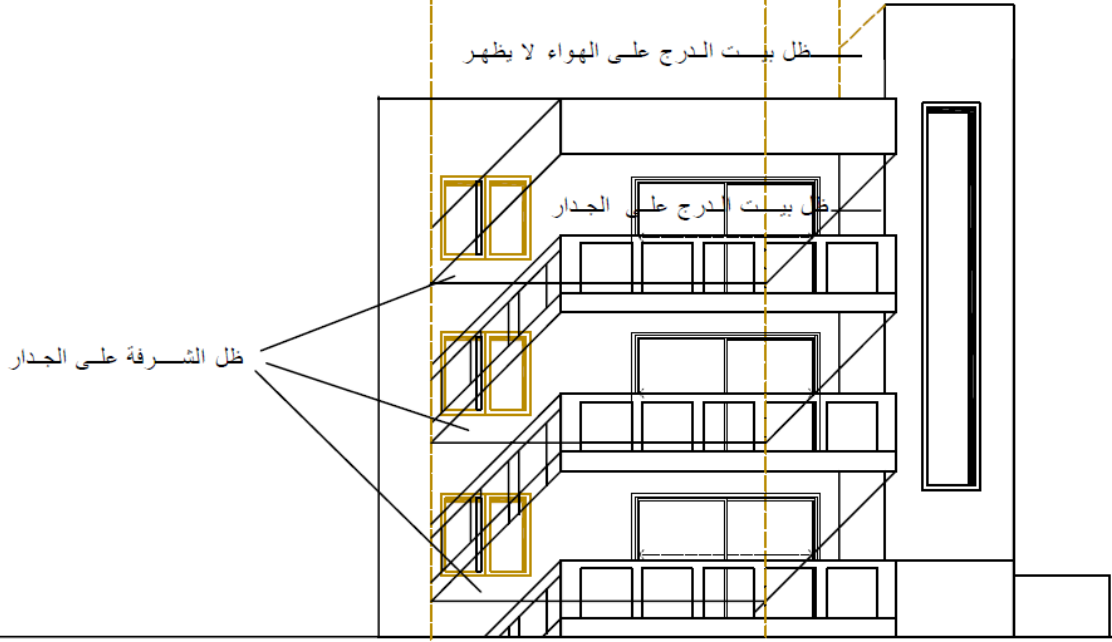 ظل بيت الدرج على الهواء لا يظهر
ظل بيت الدرج على الجدار
ظل الشرفة على الجدار